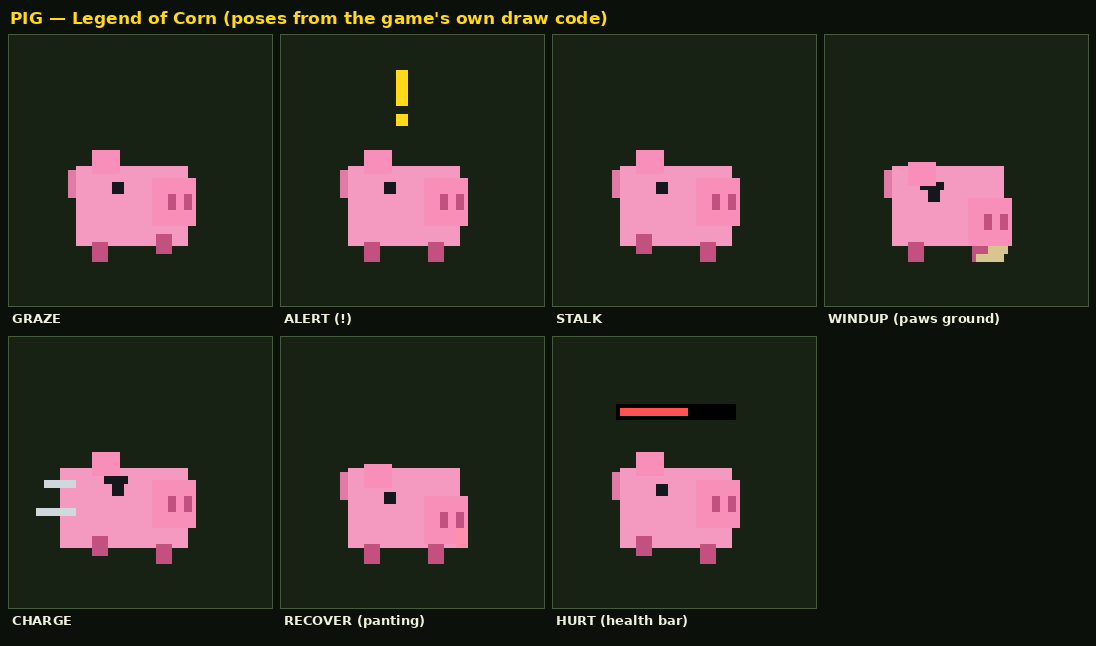 PIG — Legend of Corn (poses from the game's own draw code)
!
GRAZE
ALERT (!)
STALK
WINDUP (paws ground)
CHARGE
RECOVER (panting)
HURT (health bar)